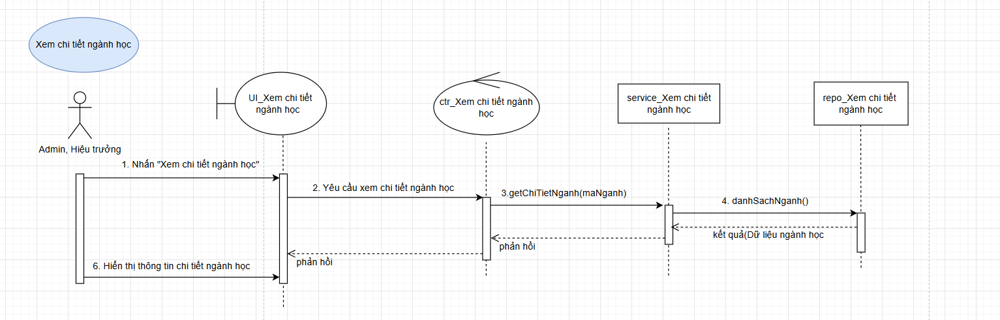 Xem chi tiết ngành học
UI_Xem chi tiết
ngành học
ctr_Xem chi tiết ngành
học
service_Xem chi tiết
ngành học
repo_Xem chi tiết
ngành học
Admin, Hiệu trưởng
1. Nhấn "Xem chi tiết ngành học"
2. Yêu cầu xem chi tiết ngành học
3.getChiTietNganh(maNganh)
4. danhSachNganh()
kết quả(Dữ liệu ngành học
phản hồi
phản hồi
6. Hiển thị thông tin chi tiết ngành học